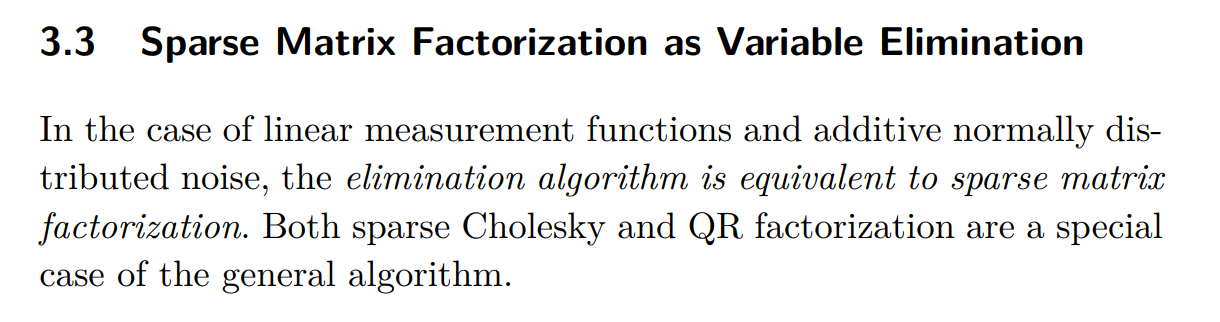 3.3 Sparse Matrix Factorization as Variable Elimination
In the case of linear measurement functions and additive normally dis-
tributed noise, the elimination algorithm is equivalent to sparse matrix
factorization. Both sparse Cholesky and QR factorization are a special
case of the general algorithm.